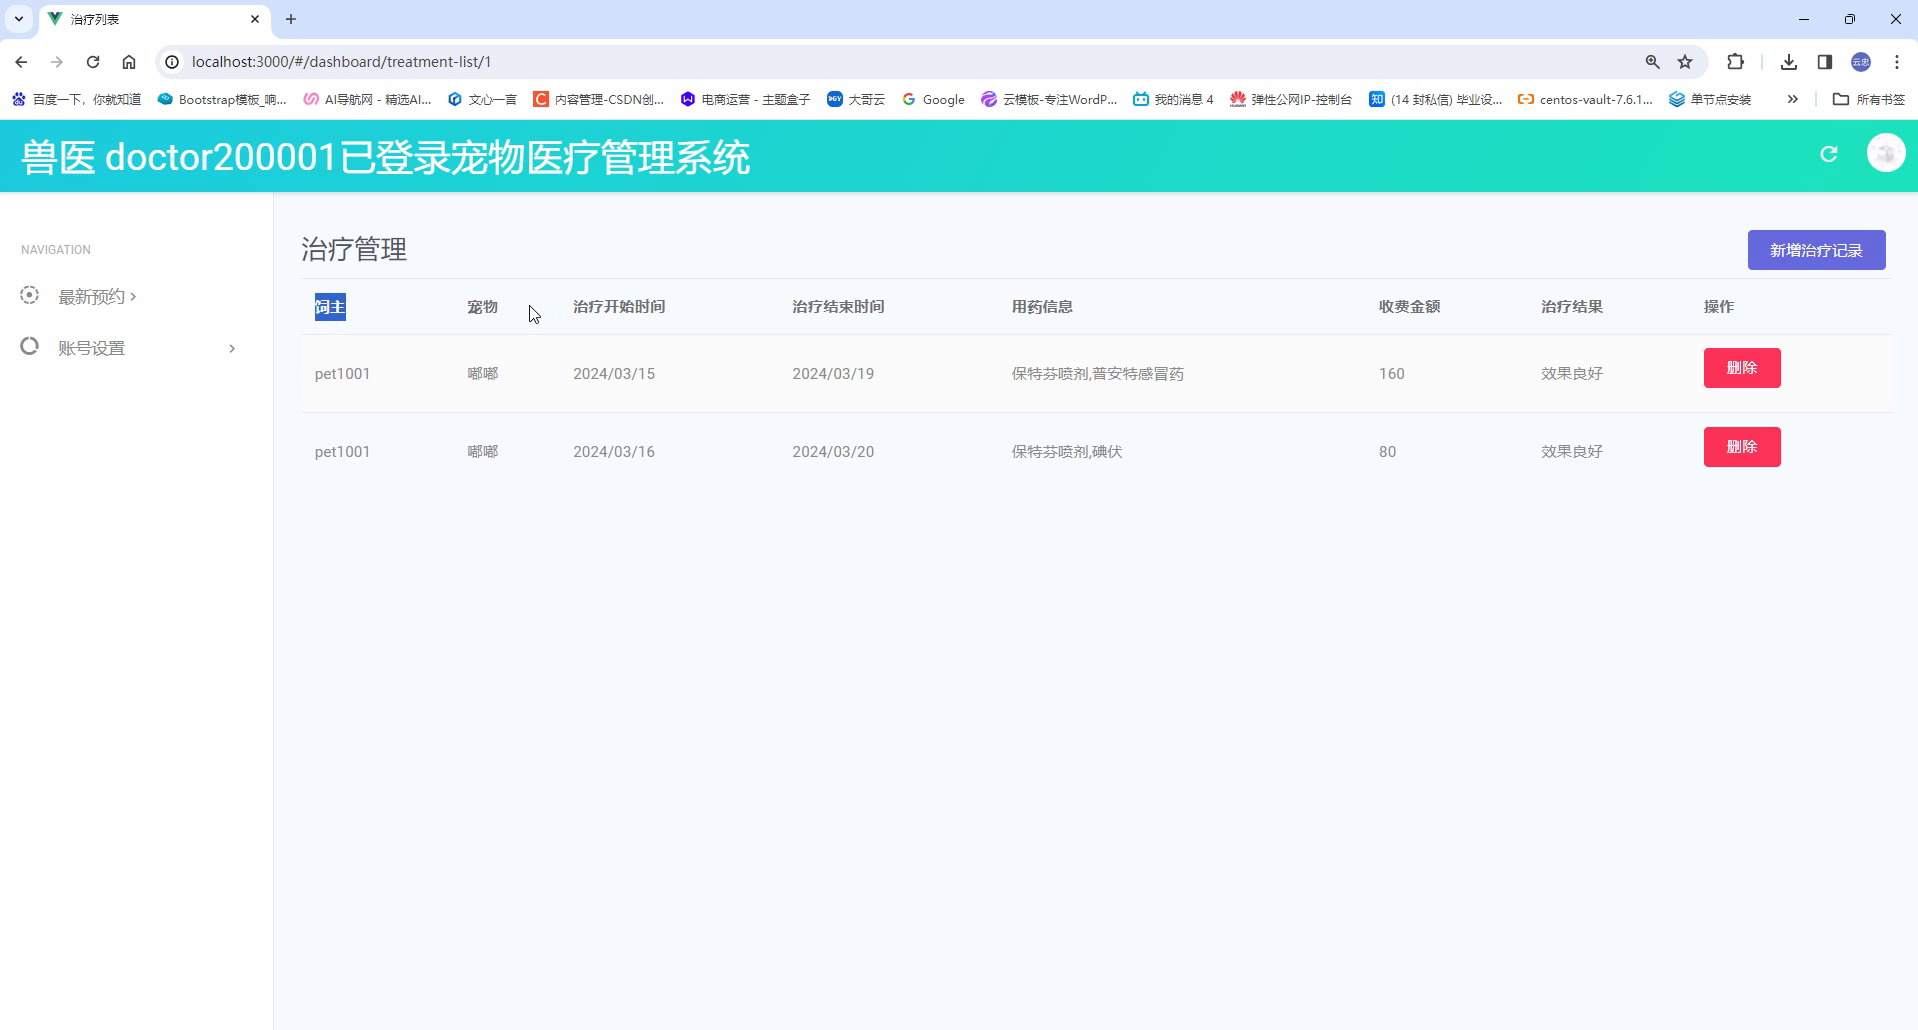 治疗列表
localhost:3000/#/dashboard/treatment-list/1
云忠
百度一下，你就知道
Bootstrap模板_响...
AI导航网 - 精选AI...
文心一言
内容管理-CSDN创...
电商运营 - 主题盒子
大哥云
Google
云模板-专注WordP...
我的消息 4
弹性公网IP-控制台
(14 封私信) 毕业设...
centos-vault-7.6.1...
单节点安装
所有书签
兽医 doctor200001已登录宠物医疗管理系统
NAVIGATION
最新预约
账号设置
治疗管理
新增治疗记录
饲主 宠物 治疗开始时间 治疗结束时间 用药信息 收费金额 治疗结果 操作
pet1001 嘟嘟 2024/03/15 2024/03/19 保特芬喷剂,普安特感冒药 160 效果良好 删除
pet1001 嘟嘟 2024/03/16 2024/03/20 保特芬喷剂,碘伏 80 效果良好 删除